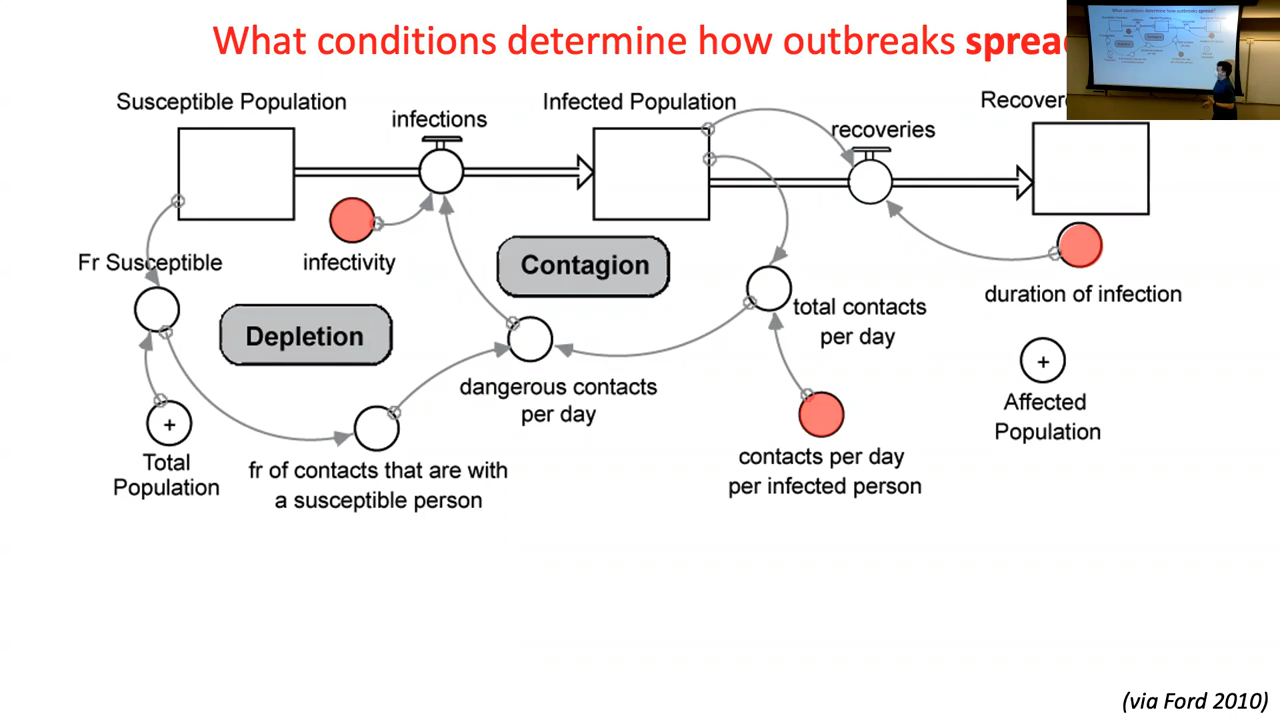 What conditions determine how outbreaks sprea
Susceptible Population
infections
Infected Population
recoveries
Recover
infectivity
Fr Susceptible
Contagion
Depletion
duration of infection
total contacts
per day
dangerous contacts
per day
+
Affected
Population
+
Total
Population
fr of contacts that are with
a susceptible person
contacts per day
per infected person
(via Ford 2010)